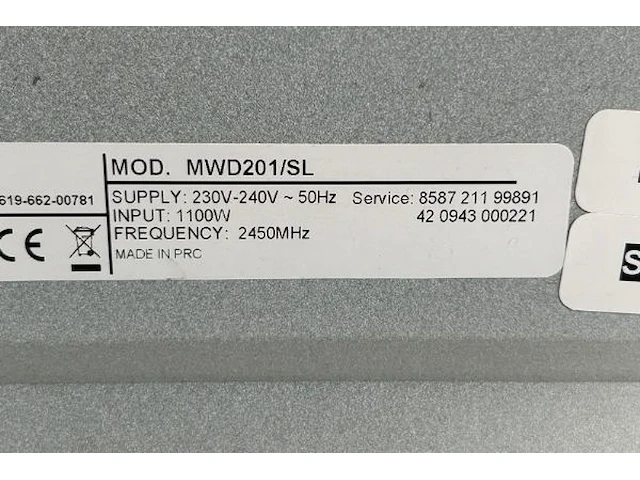 MOD. MWD201/SL
619-662-00781
SUPPLY: 230V-240V ~ 50Hz Service: 8587 211 99891
INPUT: 1100W 42 0943 000221
FREQUENCY: 2450MHz
CE
MADE IN PRC
S